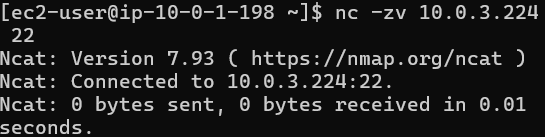 [ec2-user@ip-10-0-1-198 ~]$ nc -zv 10.0.3.224
 22
Ncat: Version 7.93 ( https://nmap.org/ncat )
Ncat: Connected to 10.0.3.224:22.
Ncat: 0 bytes sent, 0 bytes received in 0.01
seconds.